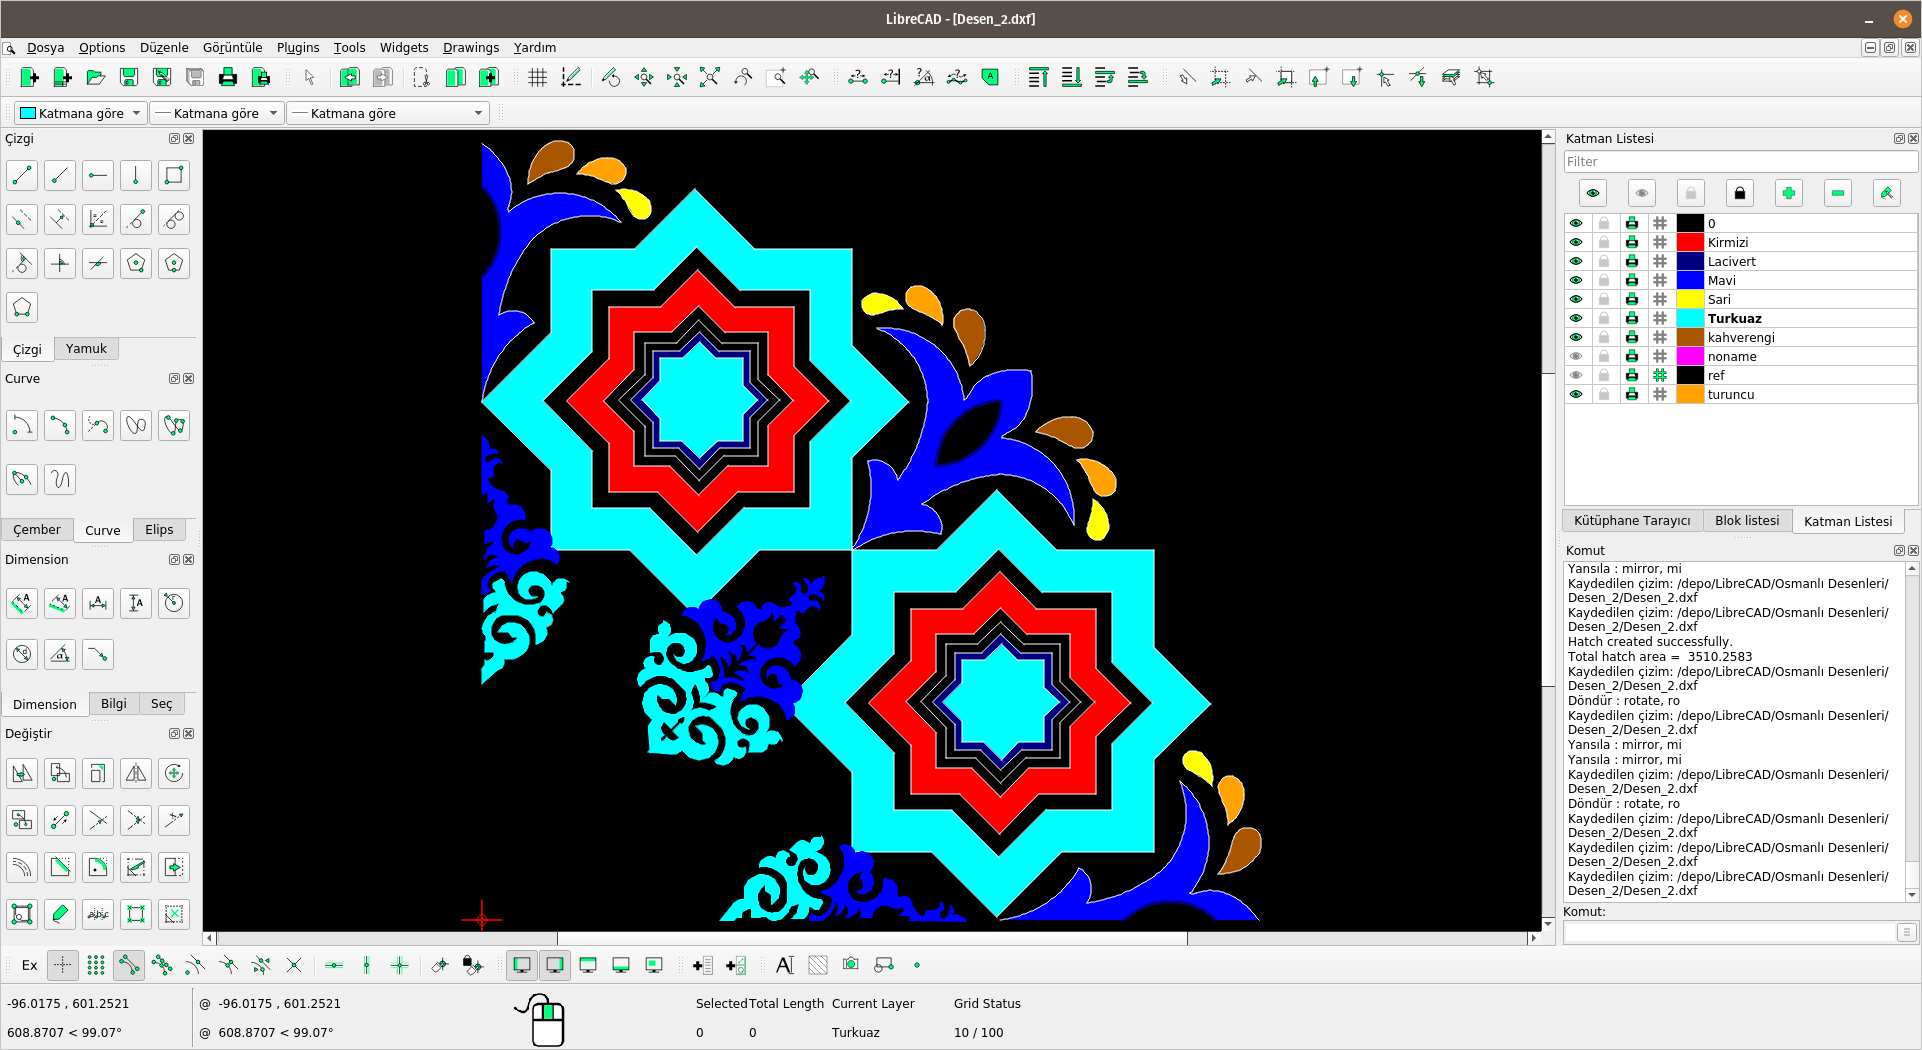 LibreCAD - [Desen_2.dxf]
Dosya Options Düzenle Görüntüle Plugins Tools Widgets Drawings Yardım
Katmana göre Katmana göre Katmana göre
Çizgi
Çizgi Yamuk
Curve
Çember Curve Elips
Dimension
Dimension Bilgi Seç
Değiştir
Katman Listesi
Filter
0
Kirmizi
Lacivert
Mavi
Sari
Turkuaz
kahverengi
noname
ref
turuncu
Kütüphane Tarayıcı Blok listesi Katman Listesi
Komut
Yansıla : mirror, mi
Kaydedilen çizim: /depo/LibreCAD/Osmanlı Desenleri/
Desen_2/Desen_2.dxf
Kaydedilen çizim: /depo/LibreCAD/Osmanlı Desenleri/
Desen_2/Desen_2.dxf
Hatch created successfully.
Total hatch area =  3510.2583
Kaydedilen çizim: /depo/LibreCAD/Osmanlı Desenleri/
Desen_2/Desen_2.dxf
Döndür : rotate, ro
Kaydedilen çizim: /depo/LibreCAD/Osmanlı Desenleri/
Desen_2/Desen_2.dxf
Yansıla : mirror, mi
Yansıla : mirror, mi
Kaydedilen çizim: /depo/LibreCAD/Osmanlı Desenleri/
Desen_2/Desen_2.dxf
Döndür : rotate, ro
Kaydedilen çizim: /depo/LibreCAD/Osmanlı Desenleri/
Desen_2/Desen_2.dxf
Kaydedilen çizim: /depo/LibreCAD/Osmanlı Desenleri/
Desen_2/Desen_2.dxf
Kaydedilen çizim: /depo/LibreCAD/Osmanlı Desenleri/
Desen_2/Desen_2.dxf
Komut:
Ex
-96.0175 , 601.2521 @ -96.0175 , 601.2521 Selected Total Length Current Layer Grid Status
608.8707 < 99.07° @ 608.8707 < 99.07° 0 0 Turkuaz 10 / 100